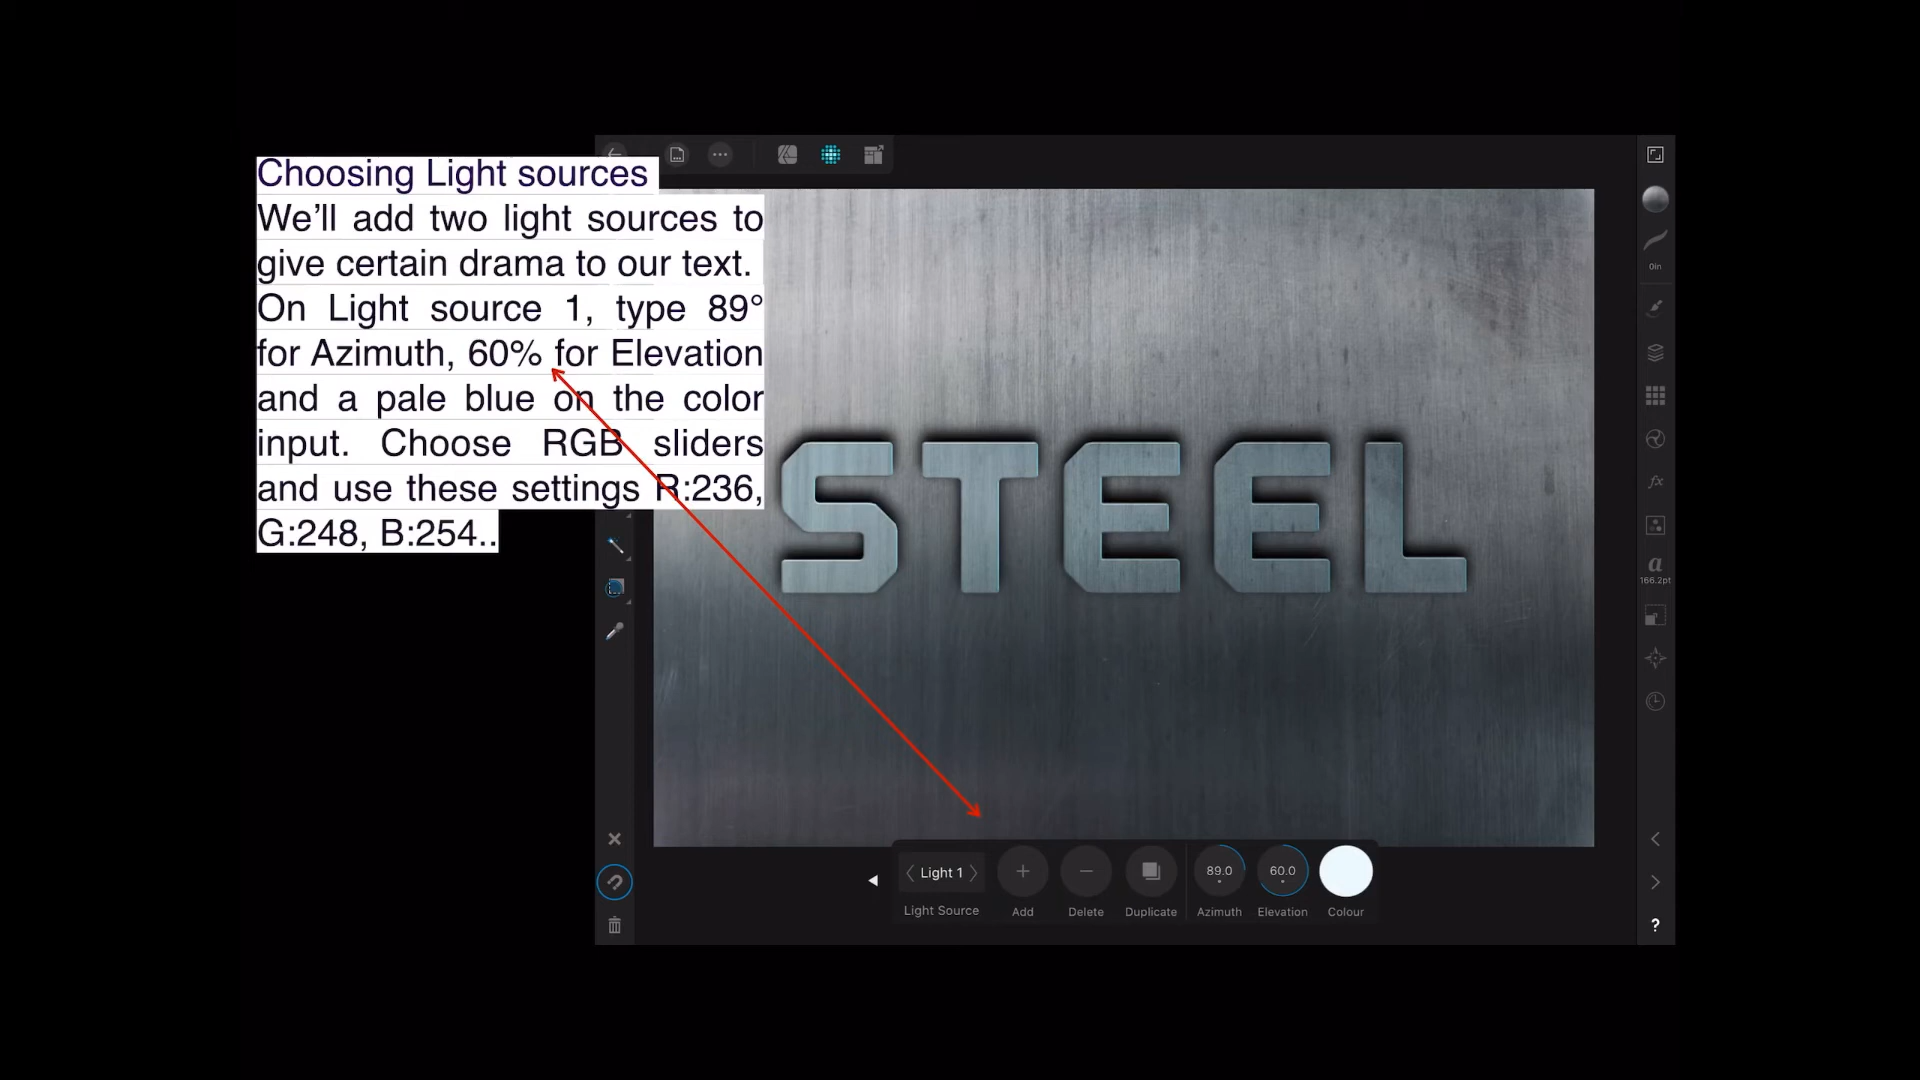 Choosing Light sources
We’ll add two light sources to
give certain drama to our text.
On Light source 1, type 89°
for Azimuth, 60% for Elevation
and a pale blue on the color
input. Choose RGB sliders
and use these settings R:236,
G:248, B:254..
STEEL
0in
fx
a
166.2pt
Light 1
89.0
60.0
Light Source
Add
Delete
Duplicate
Azimuth
Elevation
Colour
?